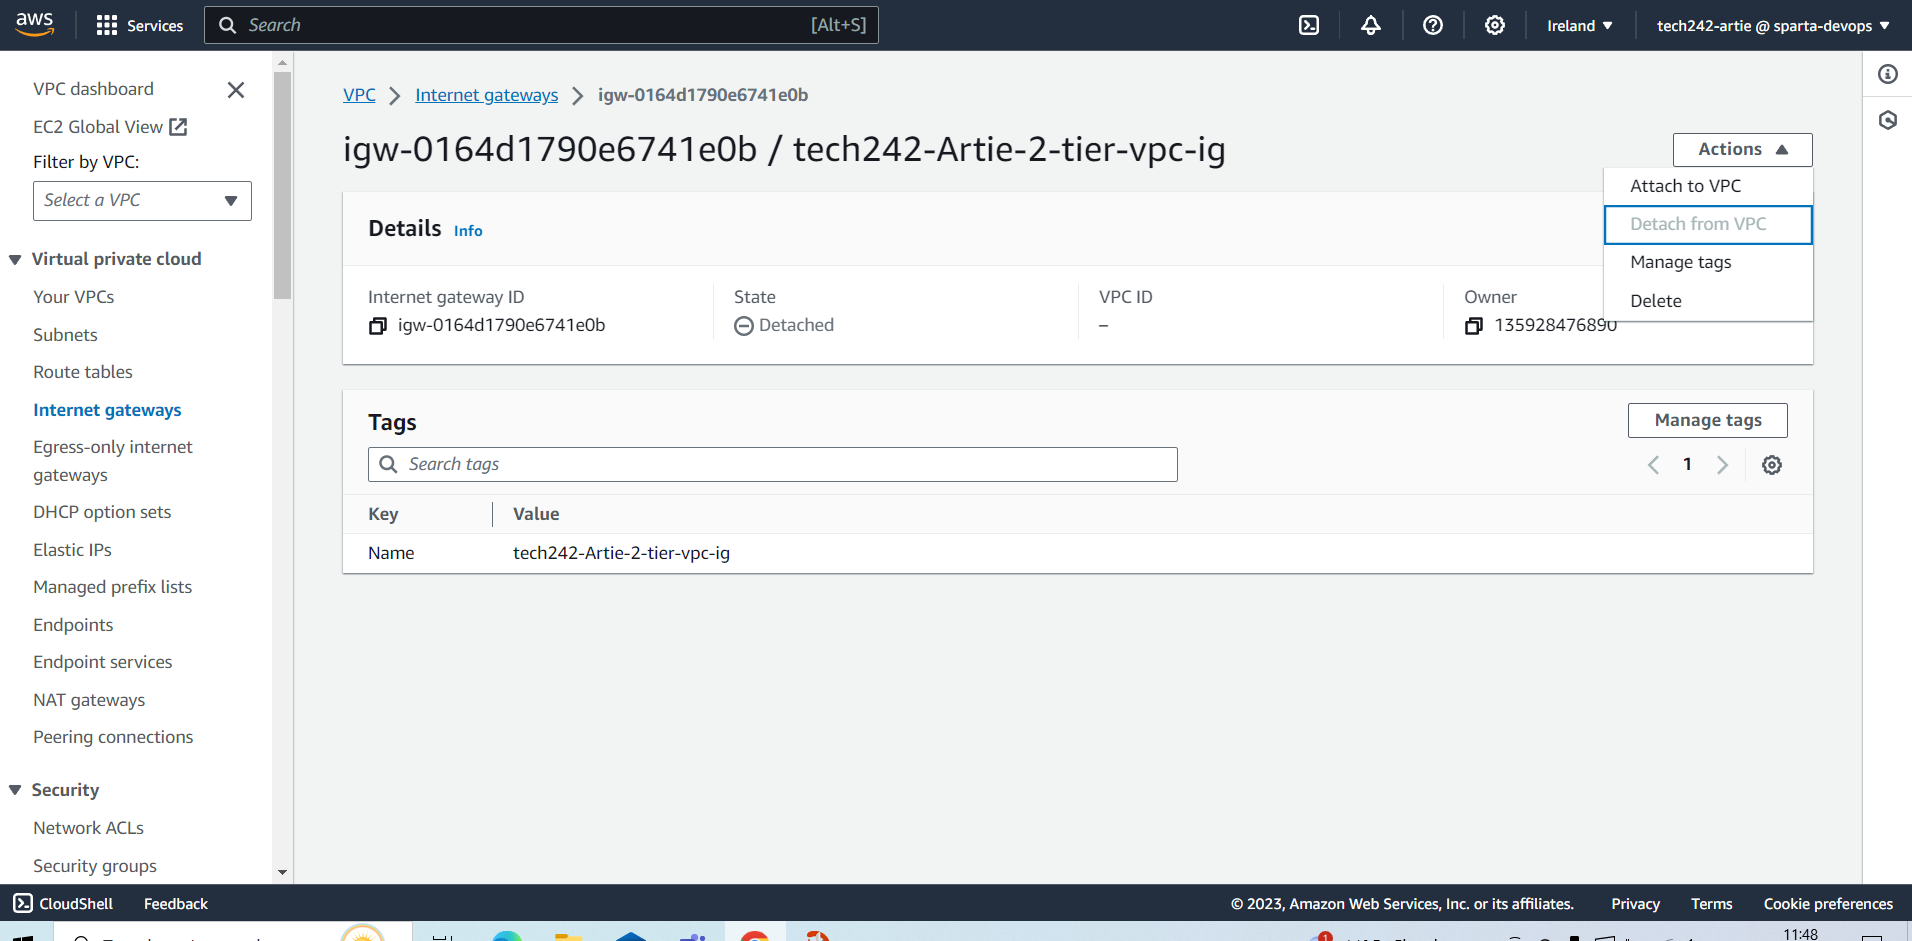 aws
Services
Search
[Alt+S]
Ireland
tech242-artie @ sparta-devops
VPC dashboard
EC2 Global View
Filter by VPC:
Select a VPC
Virtual private cloud
Your VPCs
Subnets
Route tables
Internet gateways
Egress-only internet
gateways
DHCP option sets
Elastic IPs
Managed prefix lists
Endpoints
Endpoint services
NAT gateways
Peering connections
Security
Network ACLs
Security groups
VPC
Internet gateways
igw-0164d1790e6741e0b
igw-0164d1790e6741e0b / tech242-Artie-2-tier-vpc-ig
Actions
Attach to VPC
Detach from VPC
Manage tags
Delete
Details
Info
Internet gateway ID
igw-0164d1790e6741e0b
State
Detached
VPC ID
–
Owner
135928476890
Tags
Manage tags
Search tags
1
Key
Value
Name
tech242-Artie-2-tier-vpc-ig
CloudShell
Feedback
© 2023, Amazon Web Services, Inc. or its affiliates.
Privacy
Terms
Cookie preferences
1
11:48